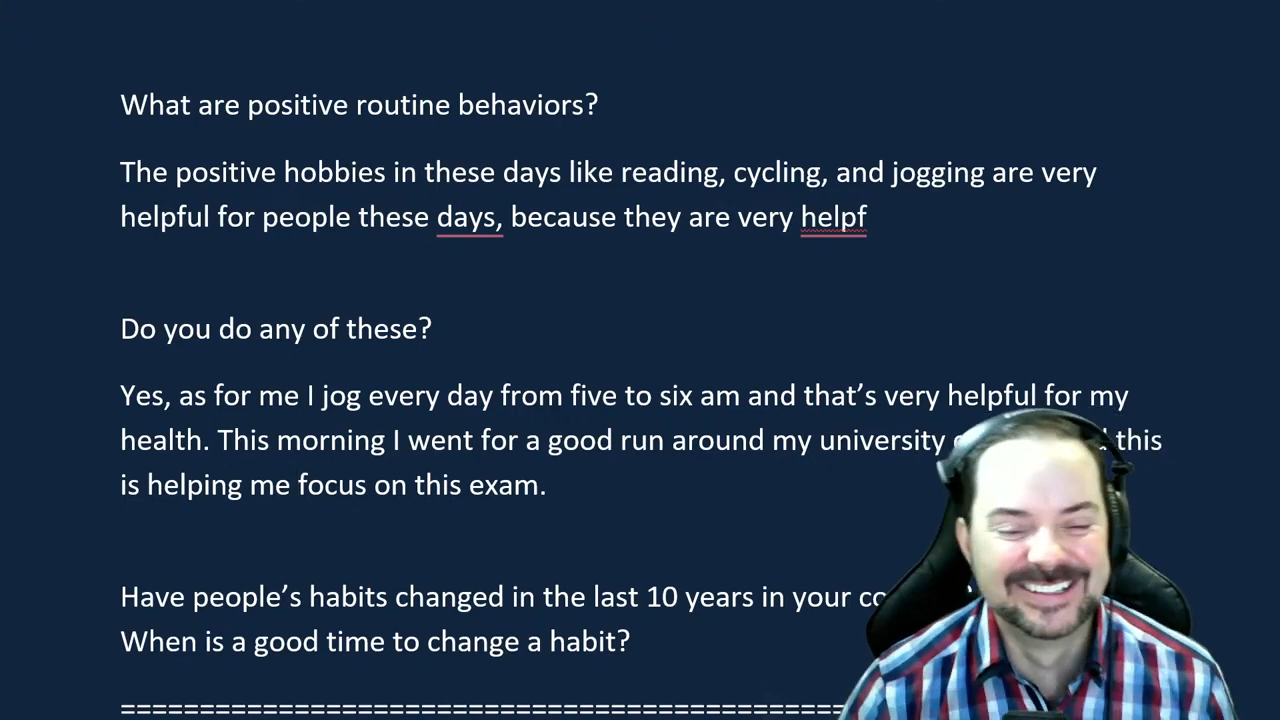 What are positive routine behaviors?
The positive hobbies in these days like reading, cycling, and jogging are very
helpful for people these days, because they are very helpf
Do you do any of these?
Yes, as for me I jog every day from five to six am and that’s very helpful for my
health. This morning I went for a good run around my university this
is helping me focus on this exam.
Have people’s habits changed in the last 10 years in your
When is a good time to change a habit?
==============================================